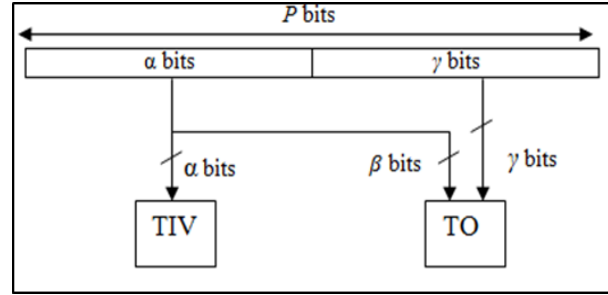 P bits
α bits γ bits
α bits β bits γ bits
TIV TO